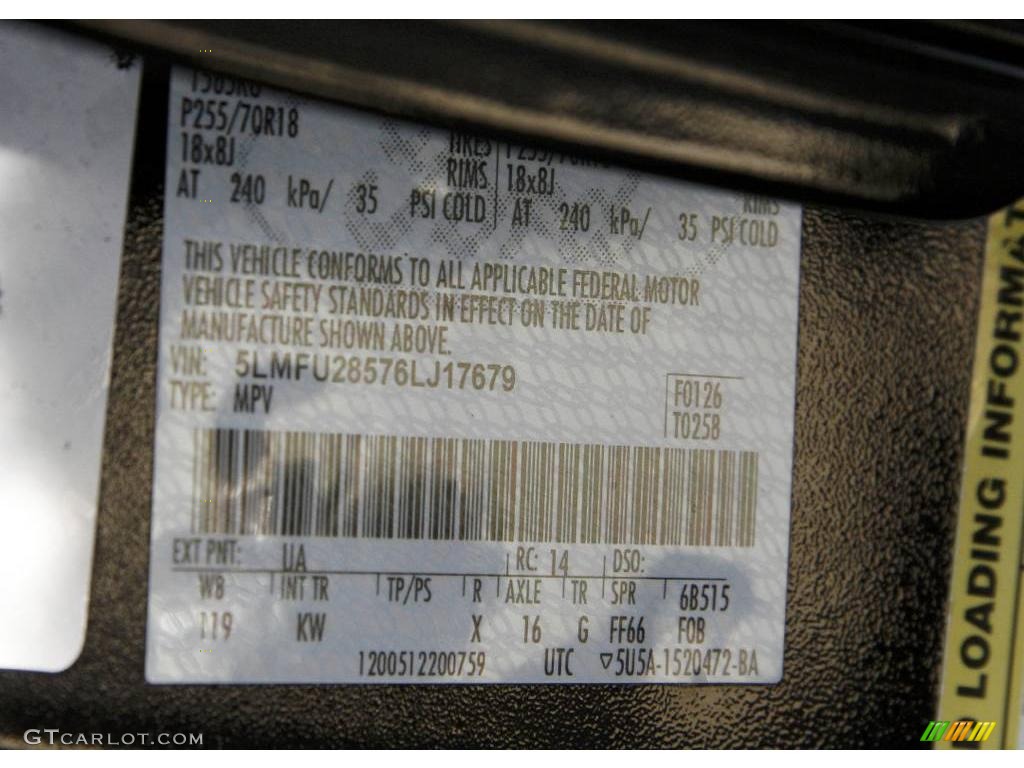 P255/70R18
18x8J TIRES
RIMS 18x8J RIMS
AT 240 kPa/ 35 PSI COLD AT 240 kPa/ 35 PSI COLD
THIS VEHICLE CONFORMS TO ALL APPLICABLE FEDERAL MOTOR
VEHICLE SAFETY STANDARDS IN EFFECT ON THE DATE OF
MANUFACTURE SHOWN ABOVE.
VIN: 5LMFU28576LJ17679
TYPE: MPV
F0126
T0258
EXT PNT: UA RC: 14 DSO:
WB INT TR TP/PS R AXLE TR SPR 6B515
119 KW X 16 G FF66 F0B
1200512200759 UTC ▽5U5A-1520472-BA
LOADING INFORMAT
GTCARLOT.COM